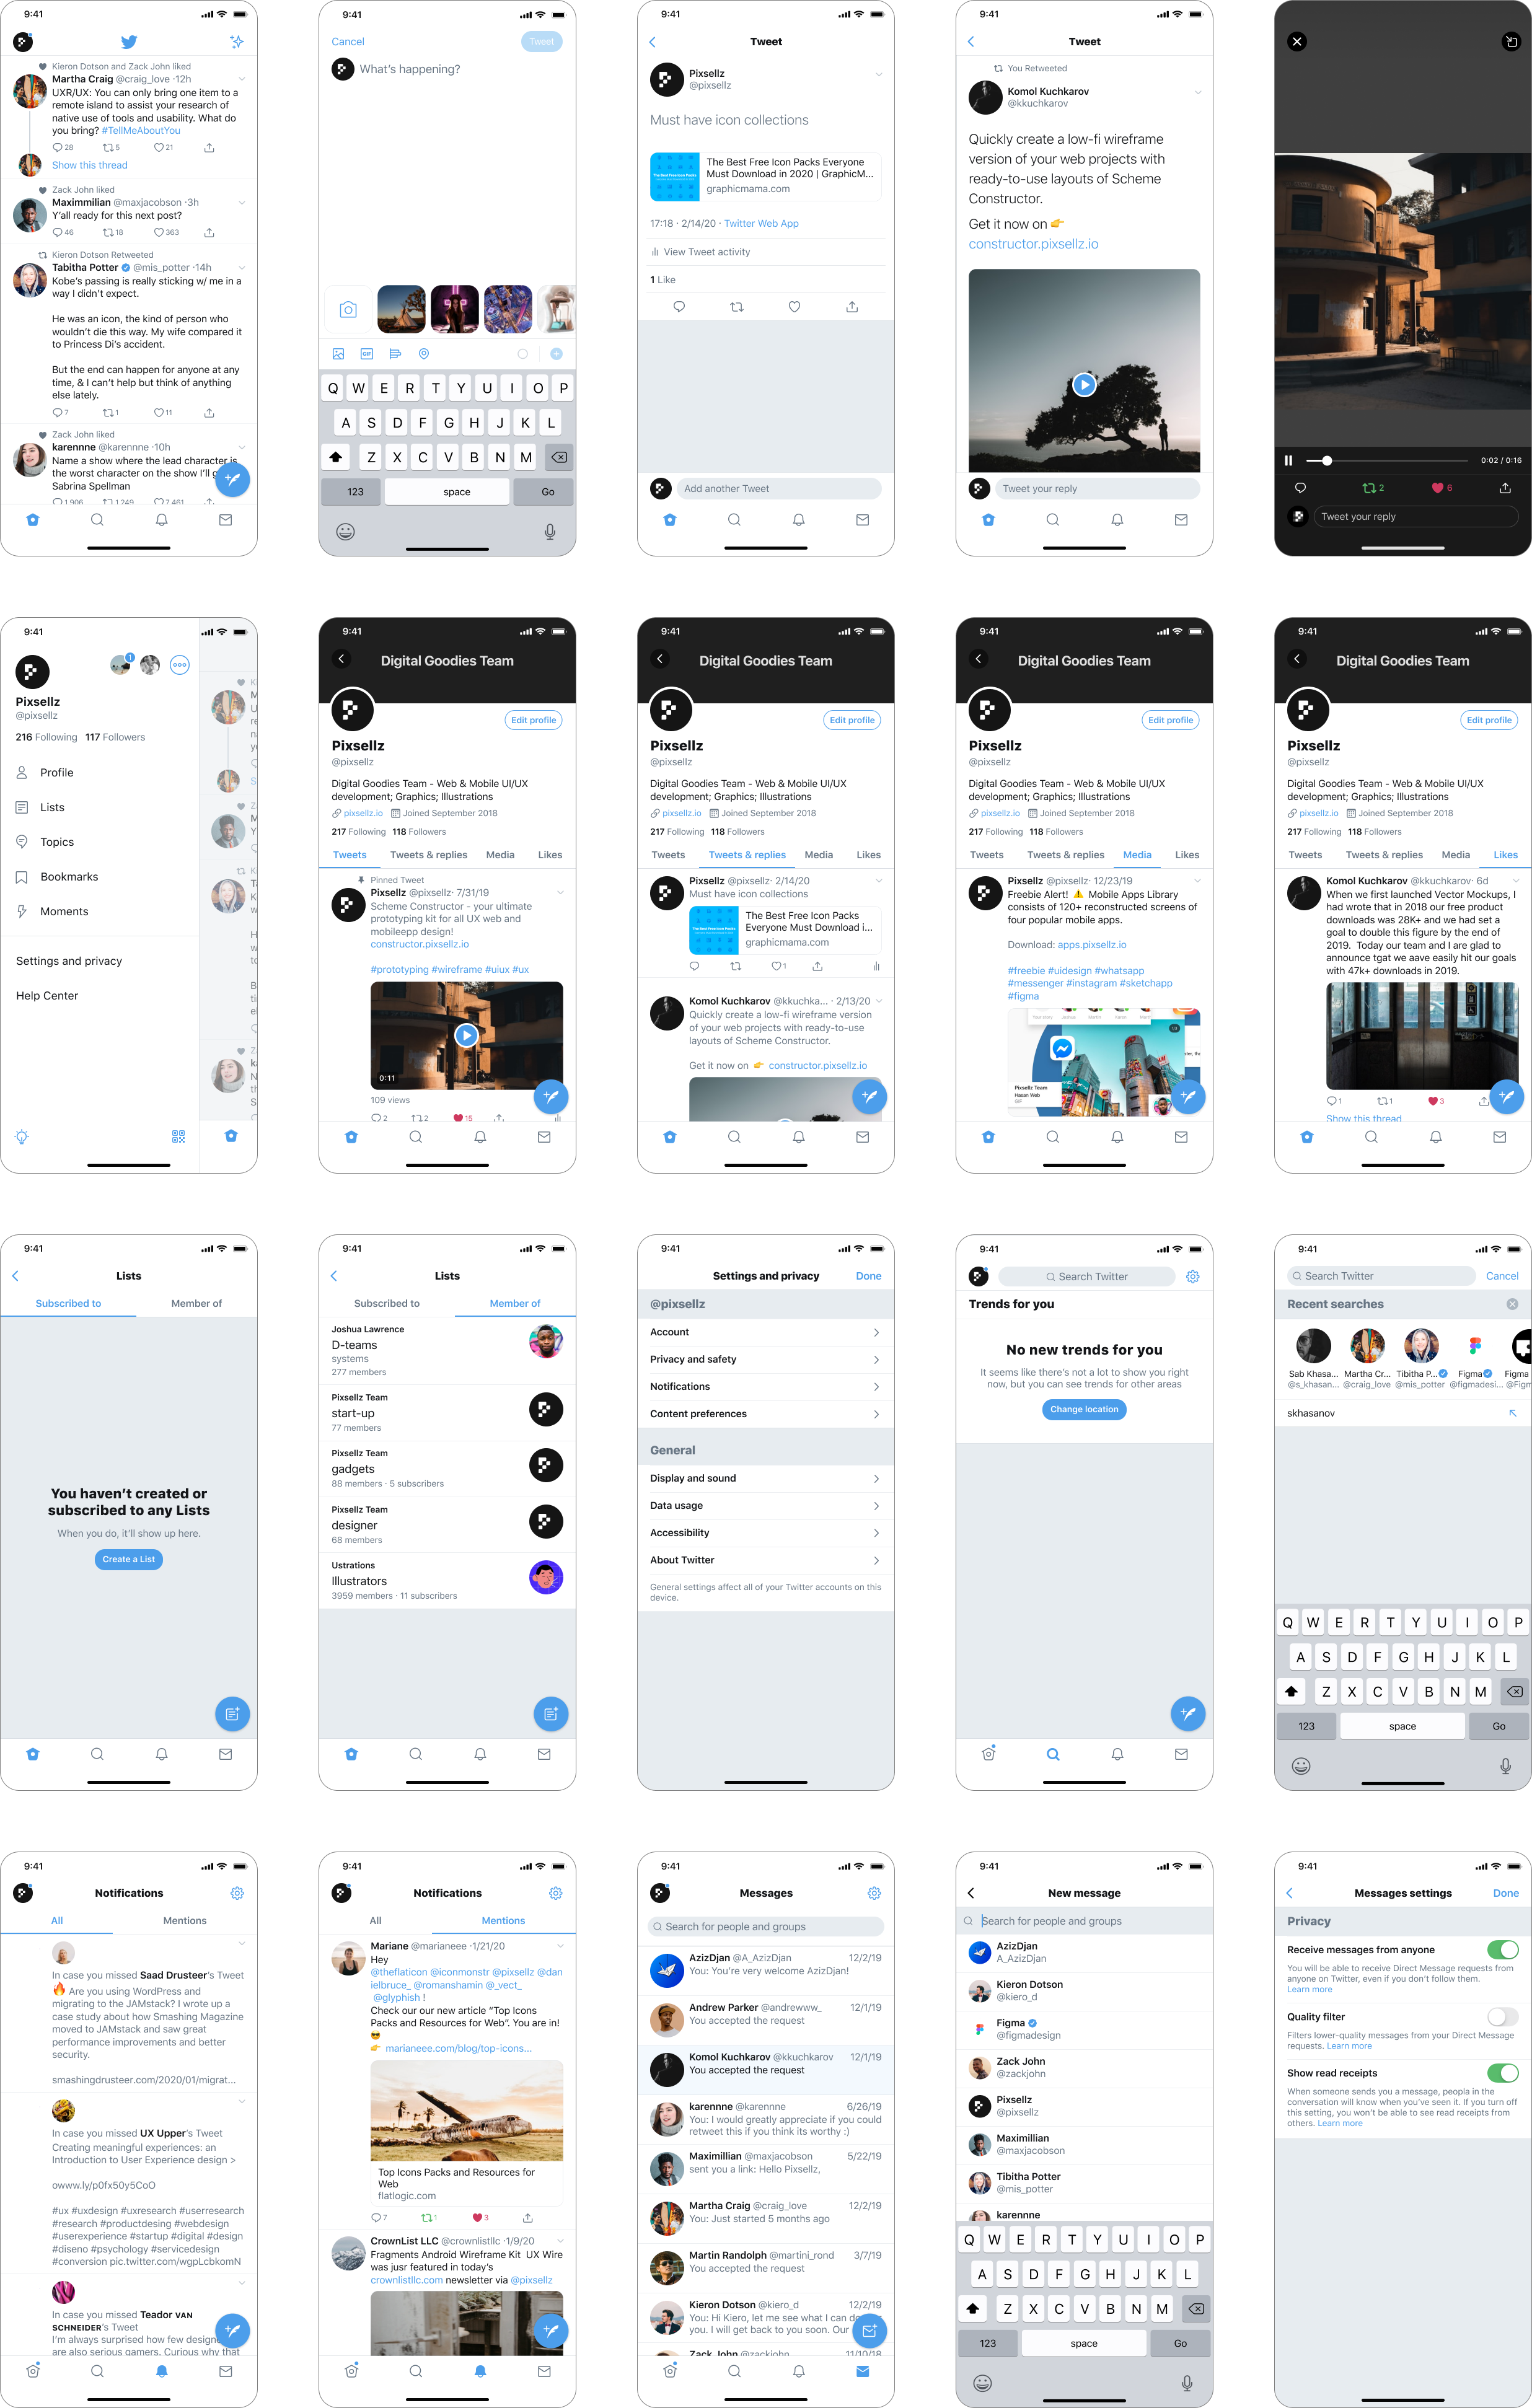 9:41
Kieron Dotson and Zack John liked
Martha Craig @craig_love ·12h
UXR/UX: You can only bring one item to a
remote island to assist your research of
native use of tools and usability. What do
you bring? #TellMeAboutYou
28 5 21
Show this thread
Zack John liked
Maximmilian @maxjacobson ·3h
Y'all ready for this next post?
46 18 363
Kieron Dotson Retweeted
Tabitha Potter @mis_potter ·14h
Kobe's passing is really sticking w/ me in a
way I didn't expect.
He was an icon, the kind of person who
wouldn't die this way. My wife compared it
to Princess Di's accident.
But the end can happen for anyone at any
time, & I can't help but think of anything
else lately.
7 1 11
Zack John liked
karennne @karennne ·10h
Name a show where the lead character is
the worst character on the show I'll g
Sabrina Spellman
1,906 1,249 7,461
9:41
Cancel Tweet
What's happening?
GIF
Q W E R T Y U I O P
A S D F G H J K L
Z X C V B N M
123 space Go
9:41
Tweet
Pixsellz
@pixsellz
Must have icon collections
The Best Free Icon Packs
The Best Free Icon Packs Everyone
Must Download in 2020 | GraphicM...
graphicmama.com
17:18 · 2/14/20 · Twitter Web App
View Tweet activity
1 Like
Add another Tweet
9:41
Tweet
You Retweeted
Komol Kuchkarov
@kkuchkarov
Quickly create a low-fi wireframe
version of your web projects with
ready-to-use layouts of Scheme
Constructor.
Get it now on 👉
constructor.pixsellz.io
Tweet your reply
0:02 / 0:16
2 6
Tweet your reply
9:41
1
Pixsellz
@pixsellz
216 Following 117 Followers
Profile
Lists
Topics
Bookmarks
Moments
Settings and privacy
Help Center
9:41
Digital Goodies Team
Edit profile
Pixsellz
@pixsellz
Digital Goodies Team - Web & Mobile UI/UX
development; Graphics; Illustrations
pixsellz.io Joined September 2018
217 Following 118 Followers
Tweets Tweets & replies Media Likes
Pinned Tweet
Pixsellz @pixsellz· 7/31/19
Scheme Constructor - your ultimate
prototyping kit for all UX web and
mobileepp design!
constructor.pixsellz.io
#prototyping #wireframe #uiux #ux
0:11
109 views
2 2 15
9:41
Digital Goodies Team
Edit profile
Pixsellz
@pixsellz
Digital Goodies Team - Web & Mobile UI/UX
development; Graphics; Illustrations
pixsellz.io Joined September 2018
217 Following 118 Followers
Tweets Tweets & replies Media Likes
Pixsellz @pixsellz· 2/14/20
Must have icon collections
The Best Free Icon Packs
The Best Free Icon Packs
Everyone Must Download i...
graphicmama.com
1
Komol Kuchkarov @kkuchka... · 2/13/20
Quickly create a low-fi wireframe version
of your web projects with ready-to-use
layouts of Scheme Constructor.
Get it now on 👉 constructor.pixsellz.io
9:41
Digital Goodies Team
Edit profile
Pixsellz
@pixsellz
Digital Goodies Team - Web & Mobile UI/UX
development; Graphics; Illustrations
pixsellz.io Joined September 2018
217 Following 118 Followers
Tweets Tweets & replies Media Likes
Pixsellz @pixsellz· 12/23/19
Freebie Alert! ⚠️ Mobile Apps Library
consists of 120+ reconstructed screens of
four popular mobile apps.
Download: apps.pixsellz.io
#freebie #uidesign #whatsapp
#messenger #instagram #sketchapp
#figma
Pixsellz Team
Hasan Web
GIF
9:41
Digital Goodies Team
Edit profile
Pixsellz
@pixsellz
Digital Goodies Team - Web & Mobile UI/UX
development; Graphics; Illustrations
pixsellz.io Joined September 2018
217 Following 118 Followers
Tweets Tweets & replies Media Likes
Komol Kuchkarov @kkuchkarov· 6d
When we first launched Vector Mockups, I
had wrote that in 2018 our free product
downloads was 28K+ and we had set a
goal to double this figure by the end of
2019. Today our team and I are glad to
announce tgat we aave easily hit our goals
with 47k+ downloads in 2019.
1 1 3
Show this thread
9:41
Lists
Subscribed to Member of
You haven't created or
subscribed to any Lists
When you do, it'll show up here.
Create a List
9:41
Lists
Subscribed to Member of
Joshua Lawrence
D-teams
systems
277 members
Pixsellz Team
start-up
77 members
Pixsellz Team
gadgets
88 members · 5 subscribers
Pixsellz Team
designer
68 members
Ustrations
Illustrators
3959 members · 11 subscribers
9:41
Settings and privacy Done
@pixsellz
Account
Privacy and safety
Notifications
Content preferences
General
Display and sound
Data usage
Accessibility
About Twitter
General settings affect all of your Twitter accounts on this
device.
9:41
Search Twitter
Trends for you
No new trends for you
It seems like there's not a lot to show you right
now, but you can see trends for other areas
Change location
9:41
Search Twitter Cancel
Recent searches
Sab Khasa... Martha Cr... Tibitha P... Figma Figma
@s_khasan... @craig_love @mis_potter @figmadesi... @Figm
skhasanov
Q W E R T Y U I O P
A S D F G H J K L
Z X C V B N M
123 space Go
9:41
Notifications
All Mentions
In case you missed Saad Drusteer's Tweet
🔥 Are you using WordPress and
migrating to the JAMstack? I wrote up a
case study about how Smashing Magazine
moved to JAMstack and saw great
performance improvements and better
security.
smashingdrusteer.com/2020/01/migrat...
In case you missed UX Upper's Tweet
Creating meaningful experiences: an
Introduction to User Experience design >
owww.ly/p0fx50y5CoO
#ux #uxdesign #uxresearch #userresearch
#research #productdesing #webdesign
#userexperience #startup #digital #design
#diseno #psychology #servicedesign
#conversion pic.twitter.com/wgpLcbkomN
In case you missed Teador VAN
SCHNEIDER's Tweet
I'm always surprised how few designe
are also serious gamers. Curious why that
9:41
Notifications
All Mentions
Mariane @marianeee ·1/21/20
Hey
@theflaticon @iconmonstr @pixsellz @dan
ielbruce_ @romanshamin @_vect_
@glyphish !
Check our our new article "Top Icons
Packs and Resources for Web". You are in!
😎
👉 marianeee.com/blog/top-icons...
Top Icons Packs and Resources for
Web
flatlogic.com
7 1 3
CrownList LLC @crownlistllc ·1/9/20
Fragments Android Wireframe Kit UX Wire
was jusr featured in today's
crownlistllc.com newsletter via @pixsellz
9:41
Messages
Search for people and groups
AzizDjan @A_AzizDjan 12/2/19
You: You're very welcome AzizDjan!
Andrew Parker @andrewww_ 12/1/19
You accepted the request
Komol Kuchkarov @kkuchkarov 12/1/19
You accepted the request
karennne @karennne 6/26/19
You: I would greatly appreciate if you could
retweet this if you think its worthy :)
Maximillian @maxjacobson 5/22/19
sent you a link: Hello Pixsellz,
Martha Craig @craig_love 12/2/19
You: Just started 5 months ago
Martin Randolph @martini_rond 3/7/19
You accepted the request
Kieron Dotson @kiero_d 12/2/19
You: Hi Kiero, let me see what I can do
you. I will get back to you soon. Our
Zack John @zackjohn 11/10/18
9:41
New message
Search for people and groups
AzizDjan
A_AzizDjan
Kieron Dotson
@kiero_d
Figma
@figmadesign
Zack John
@zackjohn
Pixsellz
@pixsellz
Maximillian
@maxjacobson
Tibitha Potter
@mis_potter
karennne
Q W E R T Y U I O P
A S D F G H J K L
Z X C V B N M
123 space Go
9:41
Messages settings Done
Privacy
Receive messages from anyone
You will be able to receive Direct Message requests from
anyone on Twitter, even if you don't follow them.
Learn more
Quality filter
Filters lower-quality messages from your Direct Message
requests. Learn more
Show read receipts
When someone sends you a message, peopla in the
conversation will know when you've seen it. If you turn off
this setting, you won't be able to see read receipts from
others. Learn more